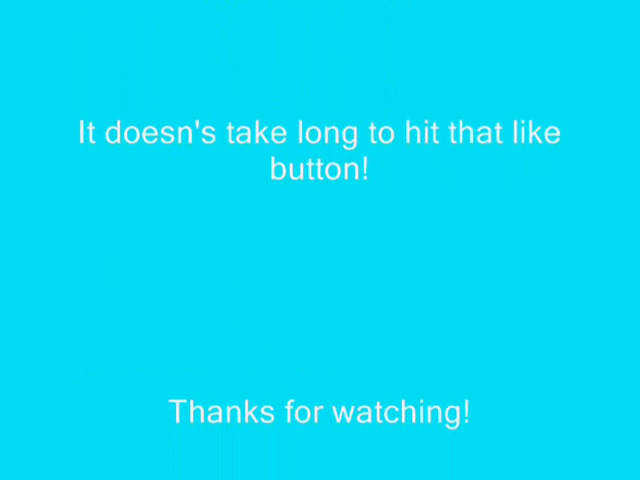 It doesn's take long to hit that like
button!
Thanks for watching!